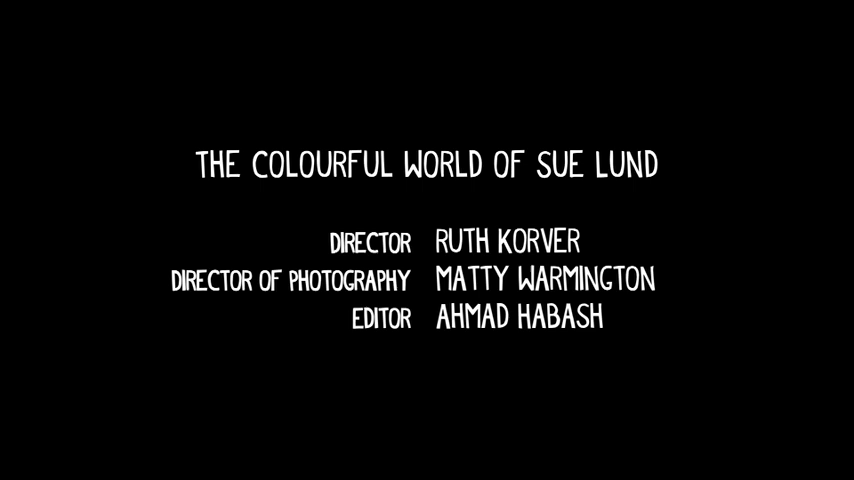 THE COLOURFUL WORLD OF SUE LUND
DIRECTOR RUTH KORVER
DIRECTOR OF PHOTOGRAPHY MATTY WARMINGTON
EDITOR AHMAD HABASH